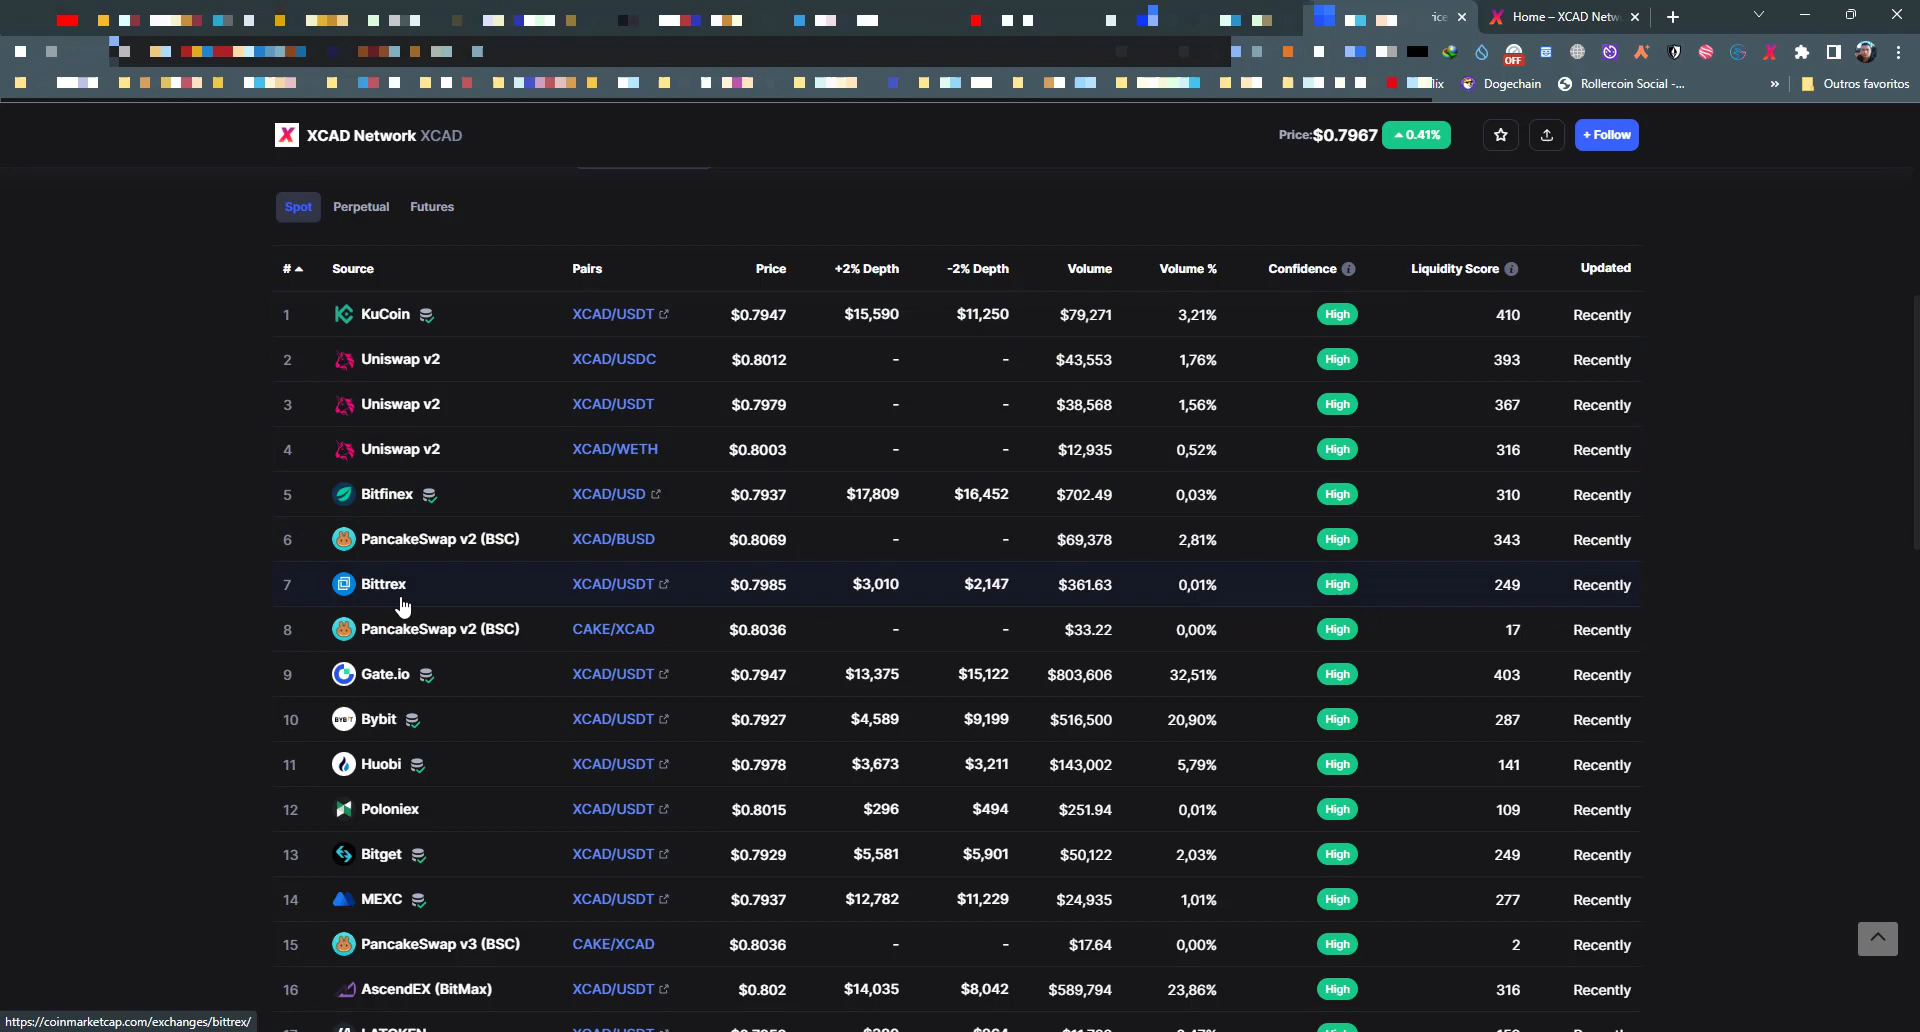 Home – XCAD Netw
OFF
Dogechain
Rollercoin Social -...
»
Outros favoritos
XCAD Network XCAD
Price:$0.7967 0.41%
+ Follow
Spot Perpetual Futures
# Source Pairs Price +2% Depth -2% Depth Volume Volume % Confidence Liquidity Score Updated
1 KuCoin XCAD/USDT $0.7947 $15,590 $11,250 $79,271 3,21% High 410 Recently
2 Uniswap v2 XCAD/USDC $0.8012 - - $43,553 1,76% High 393 Recently
3 Uniswap v2 XCAD/USDT $0.7979 - - $38,568 1,56% High 367 Recently
4 Uniswap v2 XCAD/WETH $0.8003 - - $12,935 0,52% High 316 Recently
5 Bitfinex XCAD/USD $0.7937 $17,809 $16,452 $702.49 0,03% High 310 Recently
6 PancakeSwap v2 (BSC) XCAD/BUSD $0.8069 - - $69,378 2,81% High 343 Recently
7 Bittrex XCAD/USDT $0.7985 $3,010 $2,147 $361.63 0,01% High 249 Recently
8 PancakeSwap v2 (BSC) CAKE/XCAD $0.8036 - - $33.22 0,00% High 17 Recently
9 Gate.io XCAD/USDT $0.7947 $13,375 $15,122 $803,606 32,51% High 403 Recently
10 Bybit XCAD/USDT $0.7927 $4,589 $9,199 $516,500 20,90% High 287 Recently
11 Huobi XCAD/USDT $0.7978 $3,673 $3,211 $143,002 5,79% High 141 Recently
12 Poloniex XCAD/USDT $0.8015 $296 $494 $251.94 0,01% High 109 Recently
13 Bitget XCAD/USDT $0.7929 $5,581 $5,901 $50,122 2,03% High 249 Recently
14 MEXC XCAD/USDT $0.7937 $12,782 $11,229 $24,935 1,01% High 277 Recently
15 PancakeSwap v3 (BSC) CAKE/XCAD $0.8036 - - $17.64 0,00% High 2 Recently
16 AscendEX (BitMax) XCAD/USDT $0.802 $14,035 $8,042 $589,794 23,86% High 316 Recently
https://coinmarketcap.com/exchanges/bittrex/